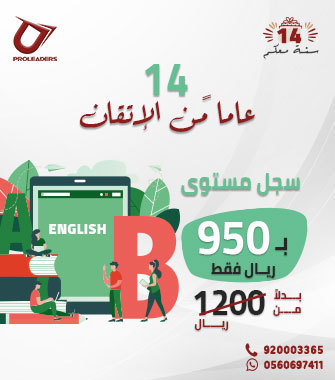 PROLEADERS
14
سنة معكم
14
عاما من الإتقان
سجل مستوى
ENGLISH
B
بـ 950
ريال فقط
بدلاً من 1200 ريال
920003365
0560697411